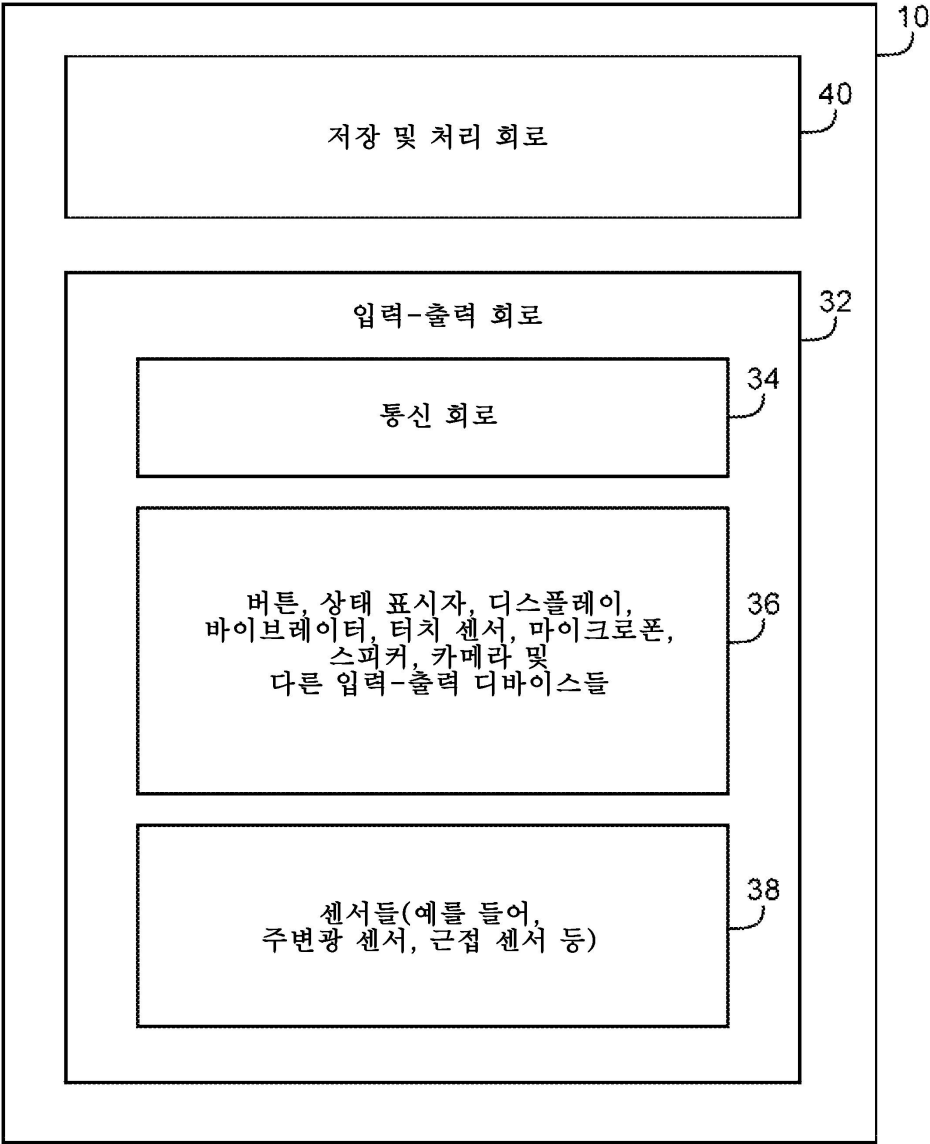 10
40
저장 및 처리 회로
32
입력-출력 회로
34
통신 회로
36
버튼, 상태 표시자, 디스플레이,
바이브레이터, 터치 센서, 마이크로폰,
스피커, 카메라 및
다른 입력-출력 디바이스들
38
센서들(예를 들어,
주변광 센서, 근접 센서 등)